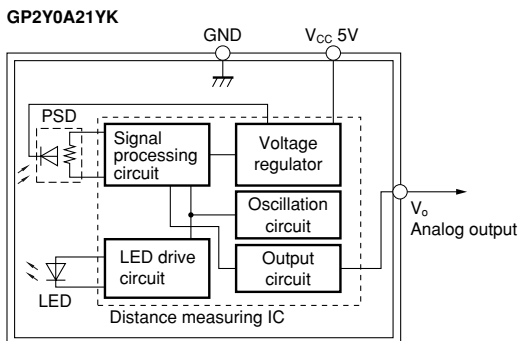 GP2Y0A21YK
GND
VCC 5V
PSD
Signal
processing
circuit
Voltage
regulator
Oscillation
circuit
Vo
Analog output
LED drive
circuit
Output
circuit
LED
Distance measuring IC